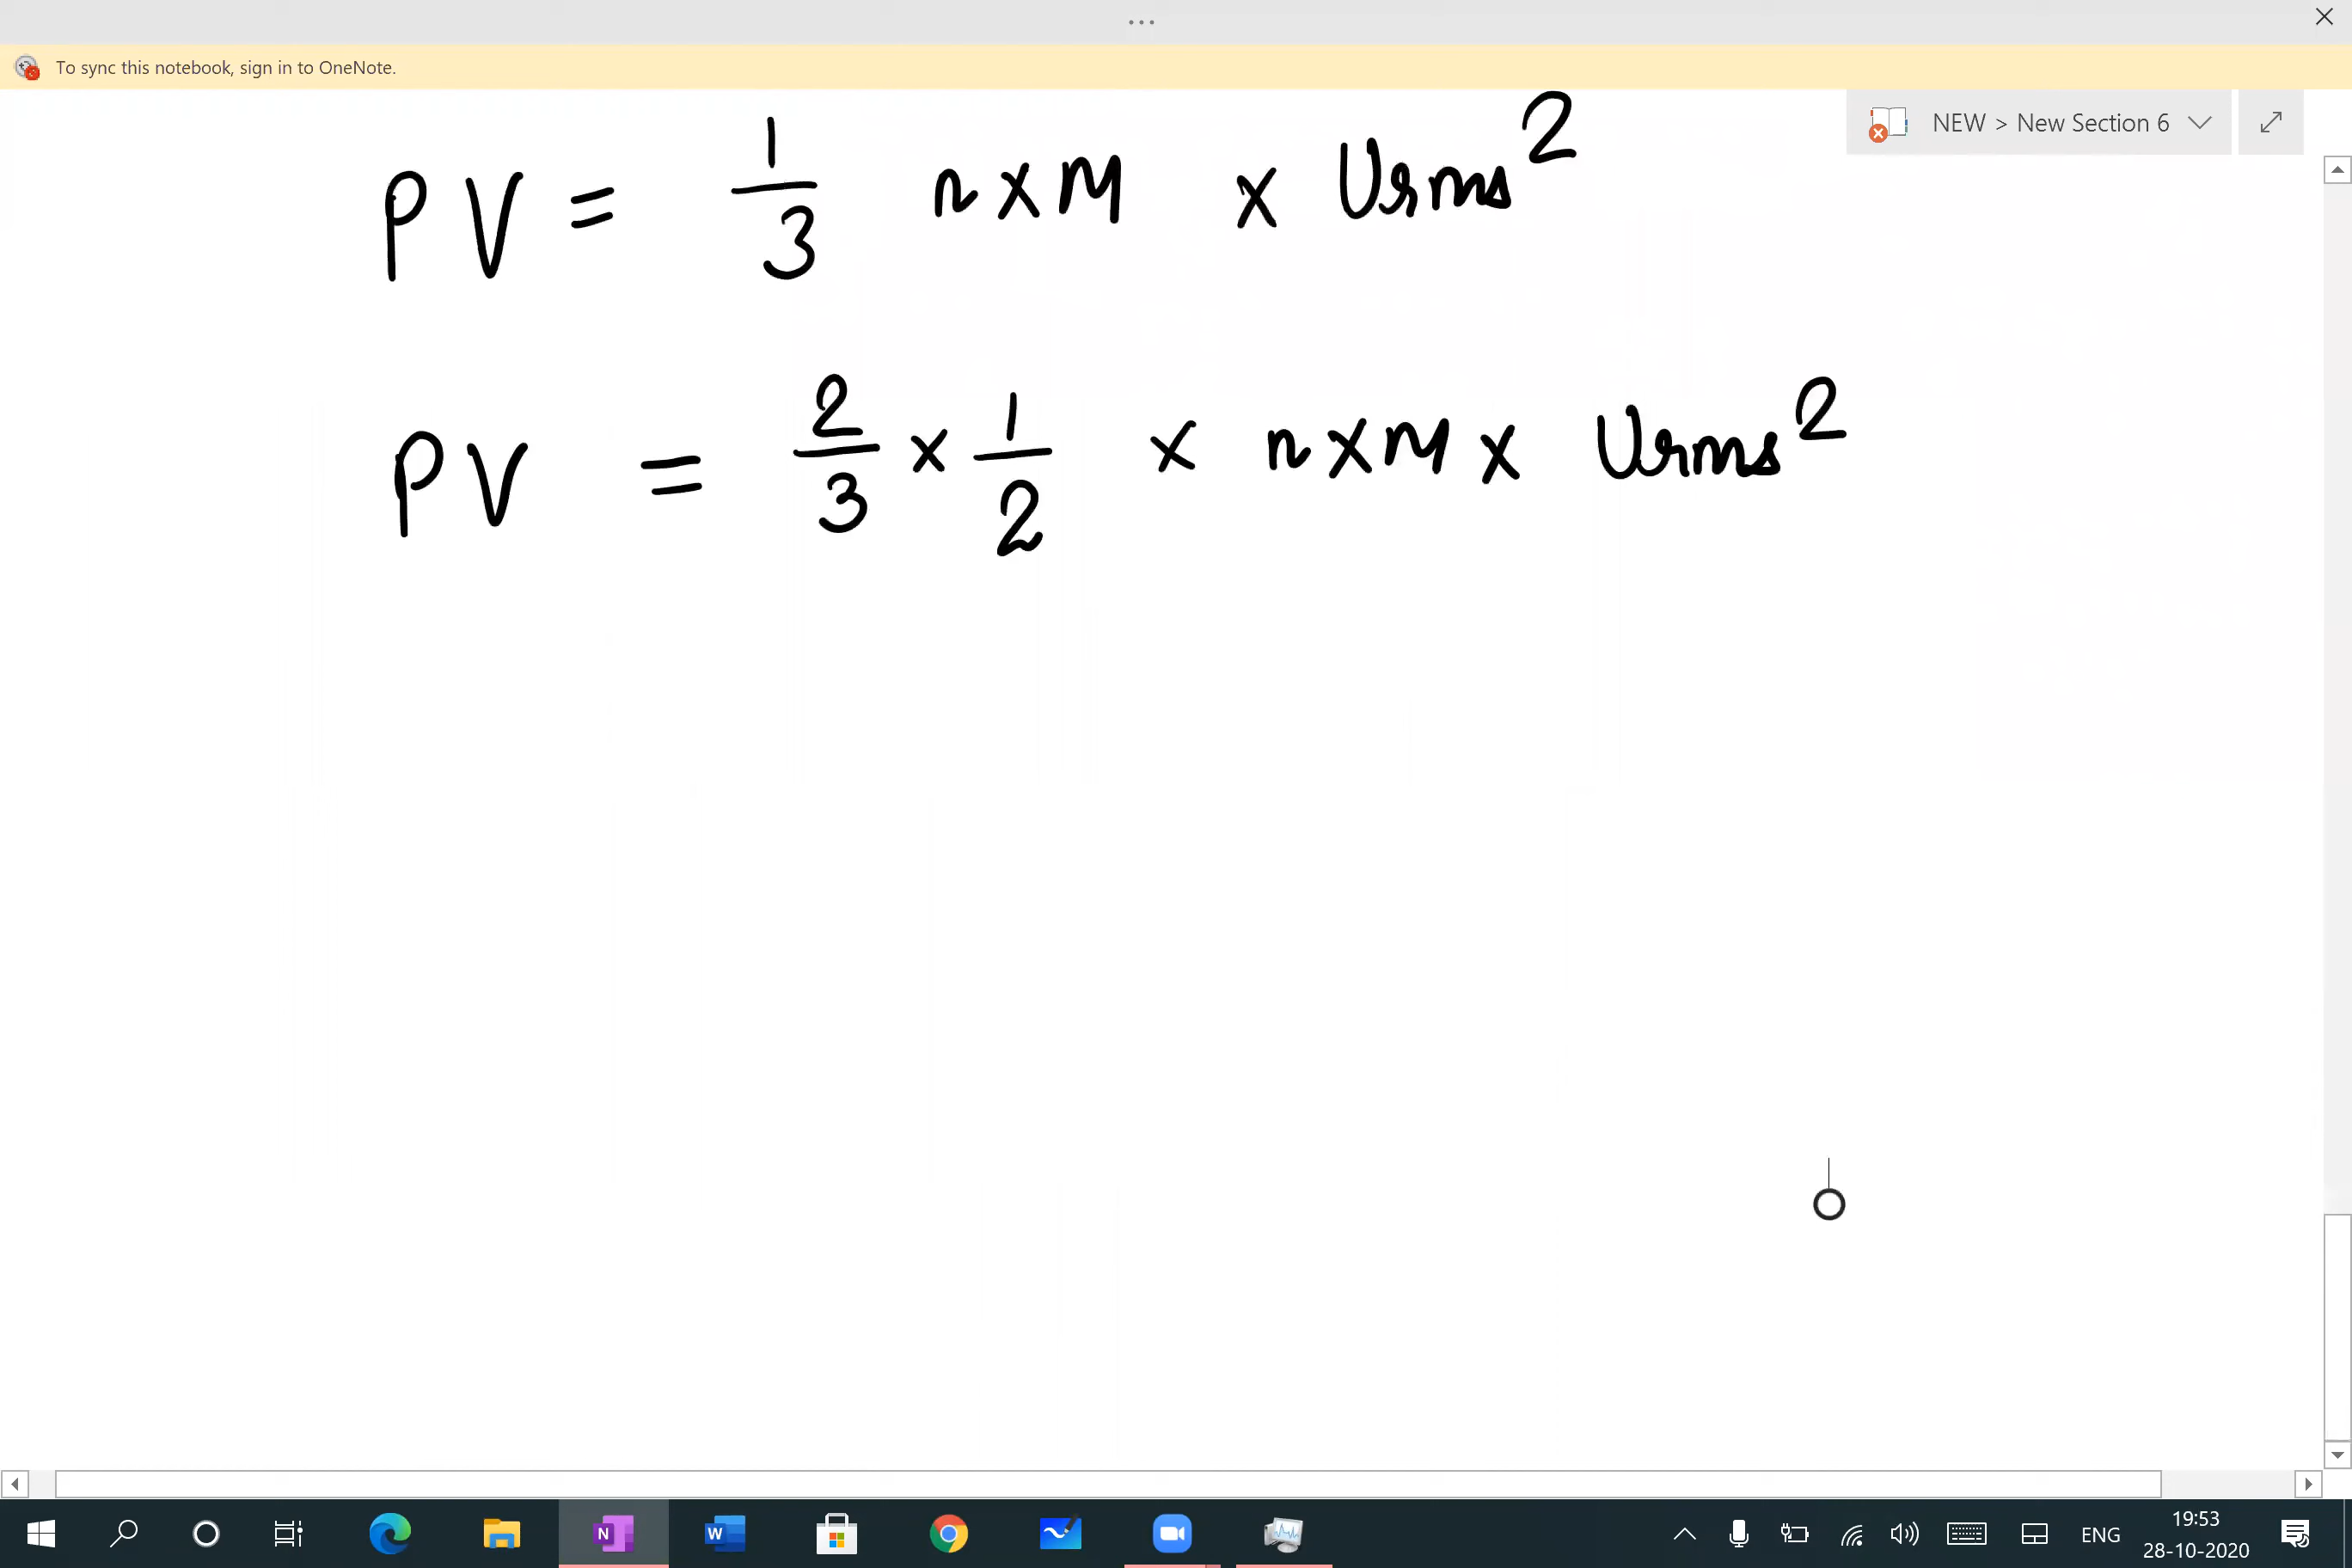 To sync this notebook, sign in to OneNote.
NEW > New Section 6
PV = 1/3 n x M x Urms²
PV = 2/3 x 1/2 x n x M x Urms²
ENG
19:53
28-10-2020